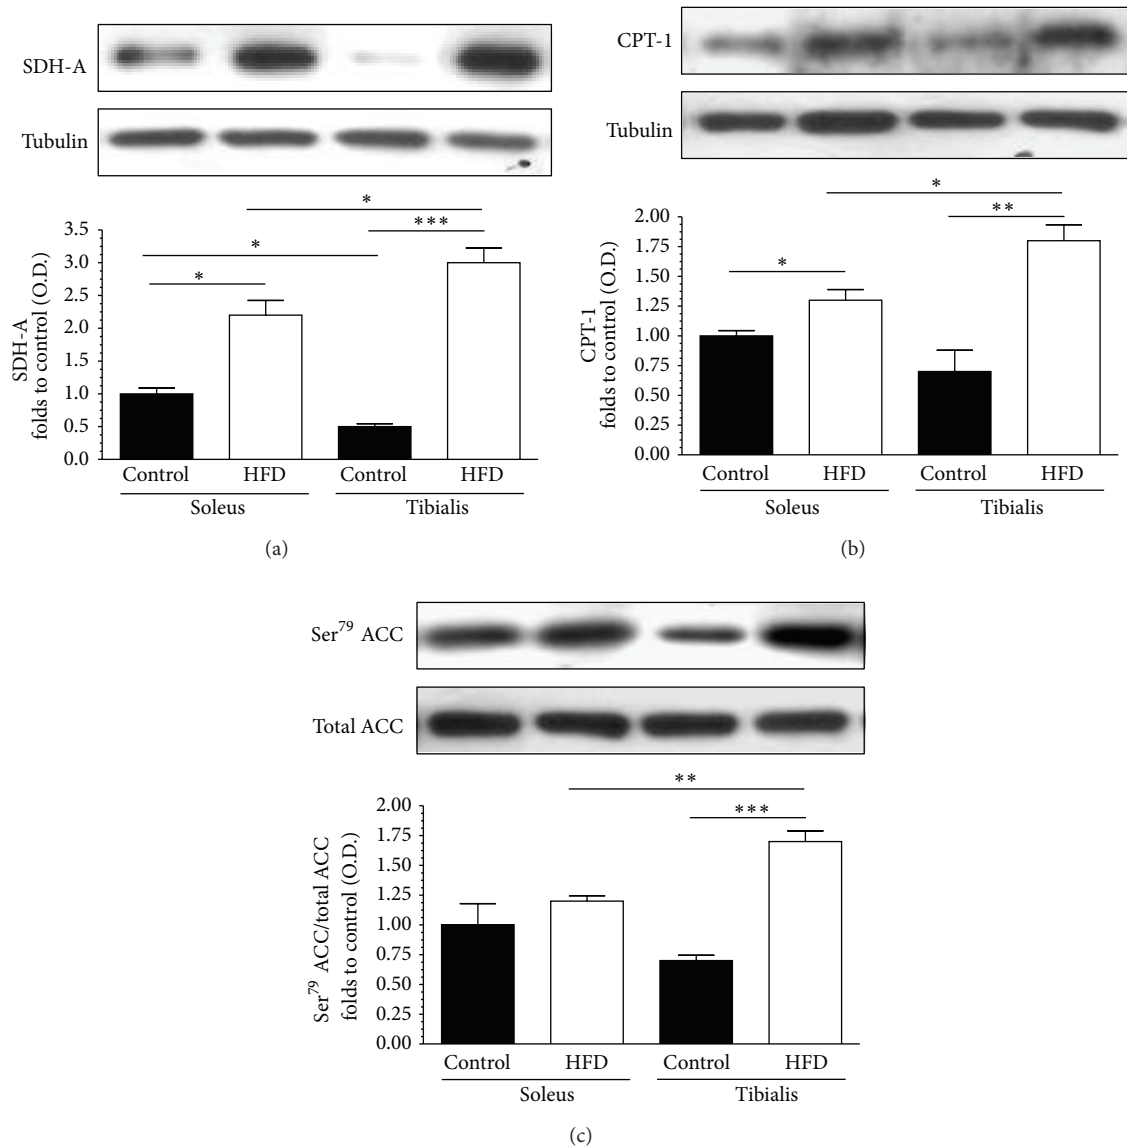 SDH-A
Tubulin
*
***
*
*
SDH-A
folds to control (O.D.)
3.5
3.0
2.5
2.0
1.5
1.0
0.5
0.0
Control HFD Control HFD
Soleus Tibialis
(a)
CPT-1
Tubulin
*
**
*
CPT-1
folds to control (O.D.)
2.00
1.75
1.50
1.25
1.00
0.75
0.50
0.25
0.00
Control HFD Control HFD
Soleus Tibialis
(b)
Ser⁷⁹ ACC
Total ACC
**
***
Ser⁷⁹ ACC/total ACC
folds to control (O.D.)
2.00
1.75
1.50
1.25
1.00
0.75
0.50
0.25
0.00
Control HFD Control HFD
Soleus Tibialis
(c)